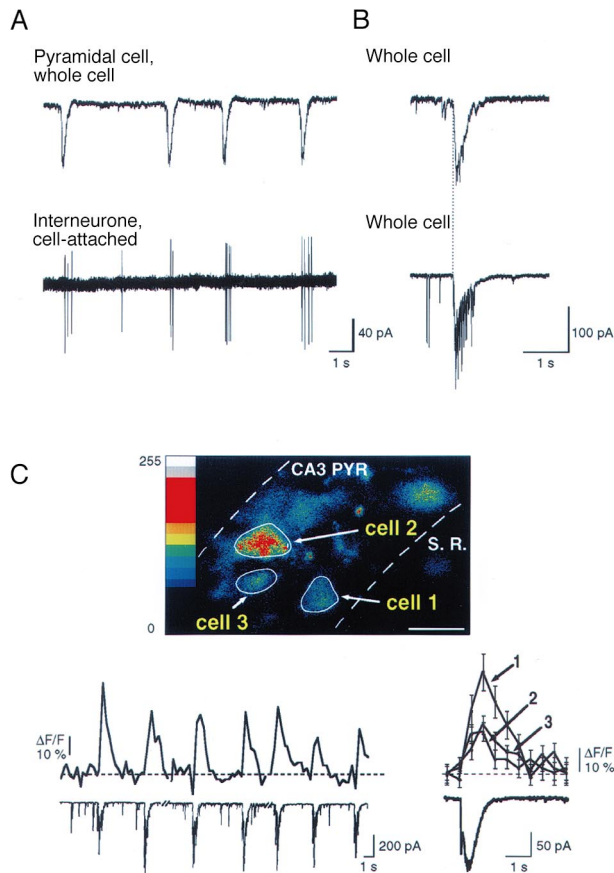 A
B
Pyramidal cell,
whole cell
Whole cell
Interneurone,
cell-attached
Whole cell
40 pA
1 s
100 pA
1 s
C
255
0
CA3 PYR
cell 2
S. R.
cell 3
cell 1
ΔF/F
10 %
200 pA
1 s
1
2
3
ΔF/F
10 %
50 pA
1 s